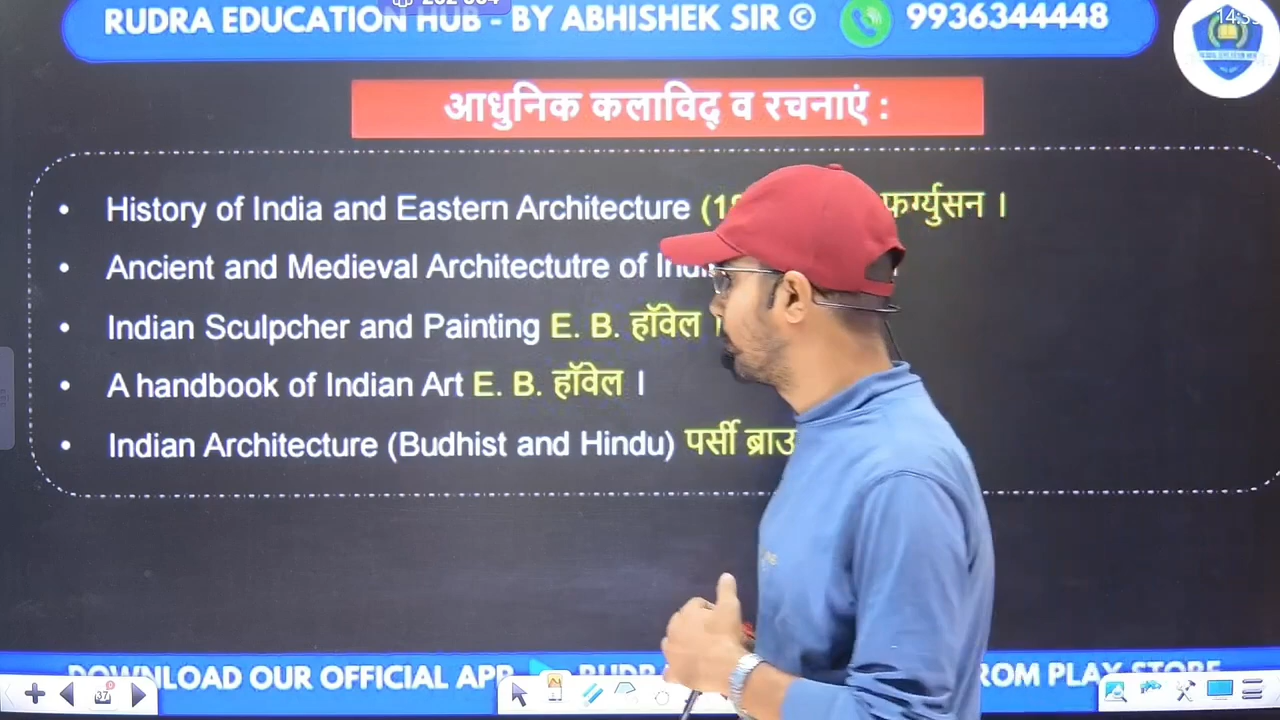 RUDRA EDUCATION HUB - BY ABHISHEK SIR © 9936344448
आधुनिक कलाविद् व रचनाएं :
• History of India and Eastern Architecture (18 फर्ग्युसन ।
• Ancient and Medieval Architectutre of
• Indian Sculpcher and Painting E. B. हॉवेल ।
• A handbook of Indian Art E. B. हॉवेल ।
• Indian Architecture (Budhist and Hindu) पर्सी
DOWNLOAD OUR OFFICIAL APP PLAY STORE